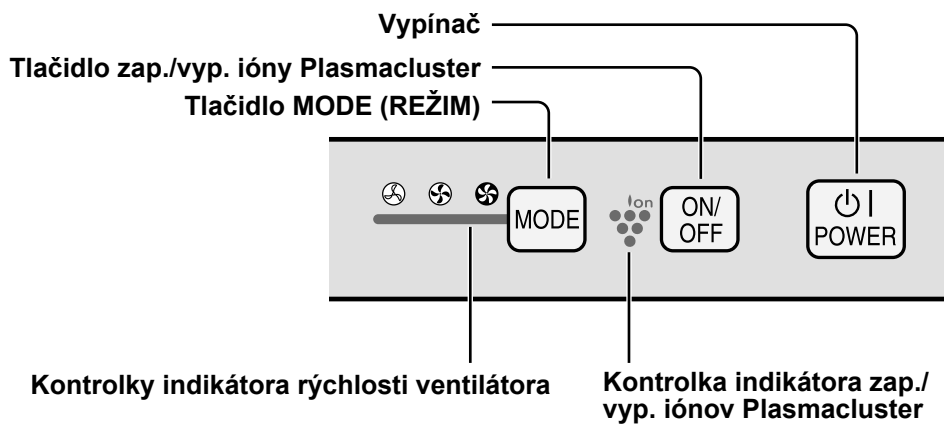 Vypínač
Tlačidlo zap./vyp. ióny Plasmacluster
Tlačidlo MODE (REŽIM)
MODE
ion
ON/
OFF
POWER
Kontrolky indikátora rýchlosti ventilátora
Kontrolka indikátora zap./
vyp. iónov Plasmacluster